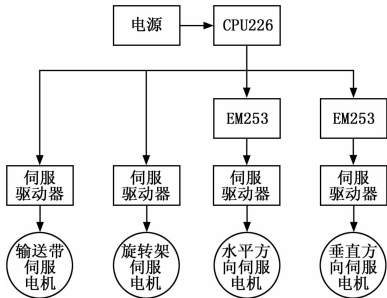 电源
CPU226
EM253
EM253
伺服
驱动器
伺服
驱动器
伺服
驱动器
伺服
驱动器
输送带
伺服
电机
旋转架
伺服
电机
水平方
向伺服
电机
垂直方
向伺服
电机